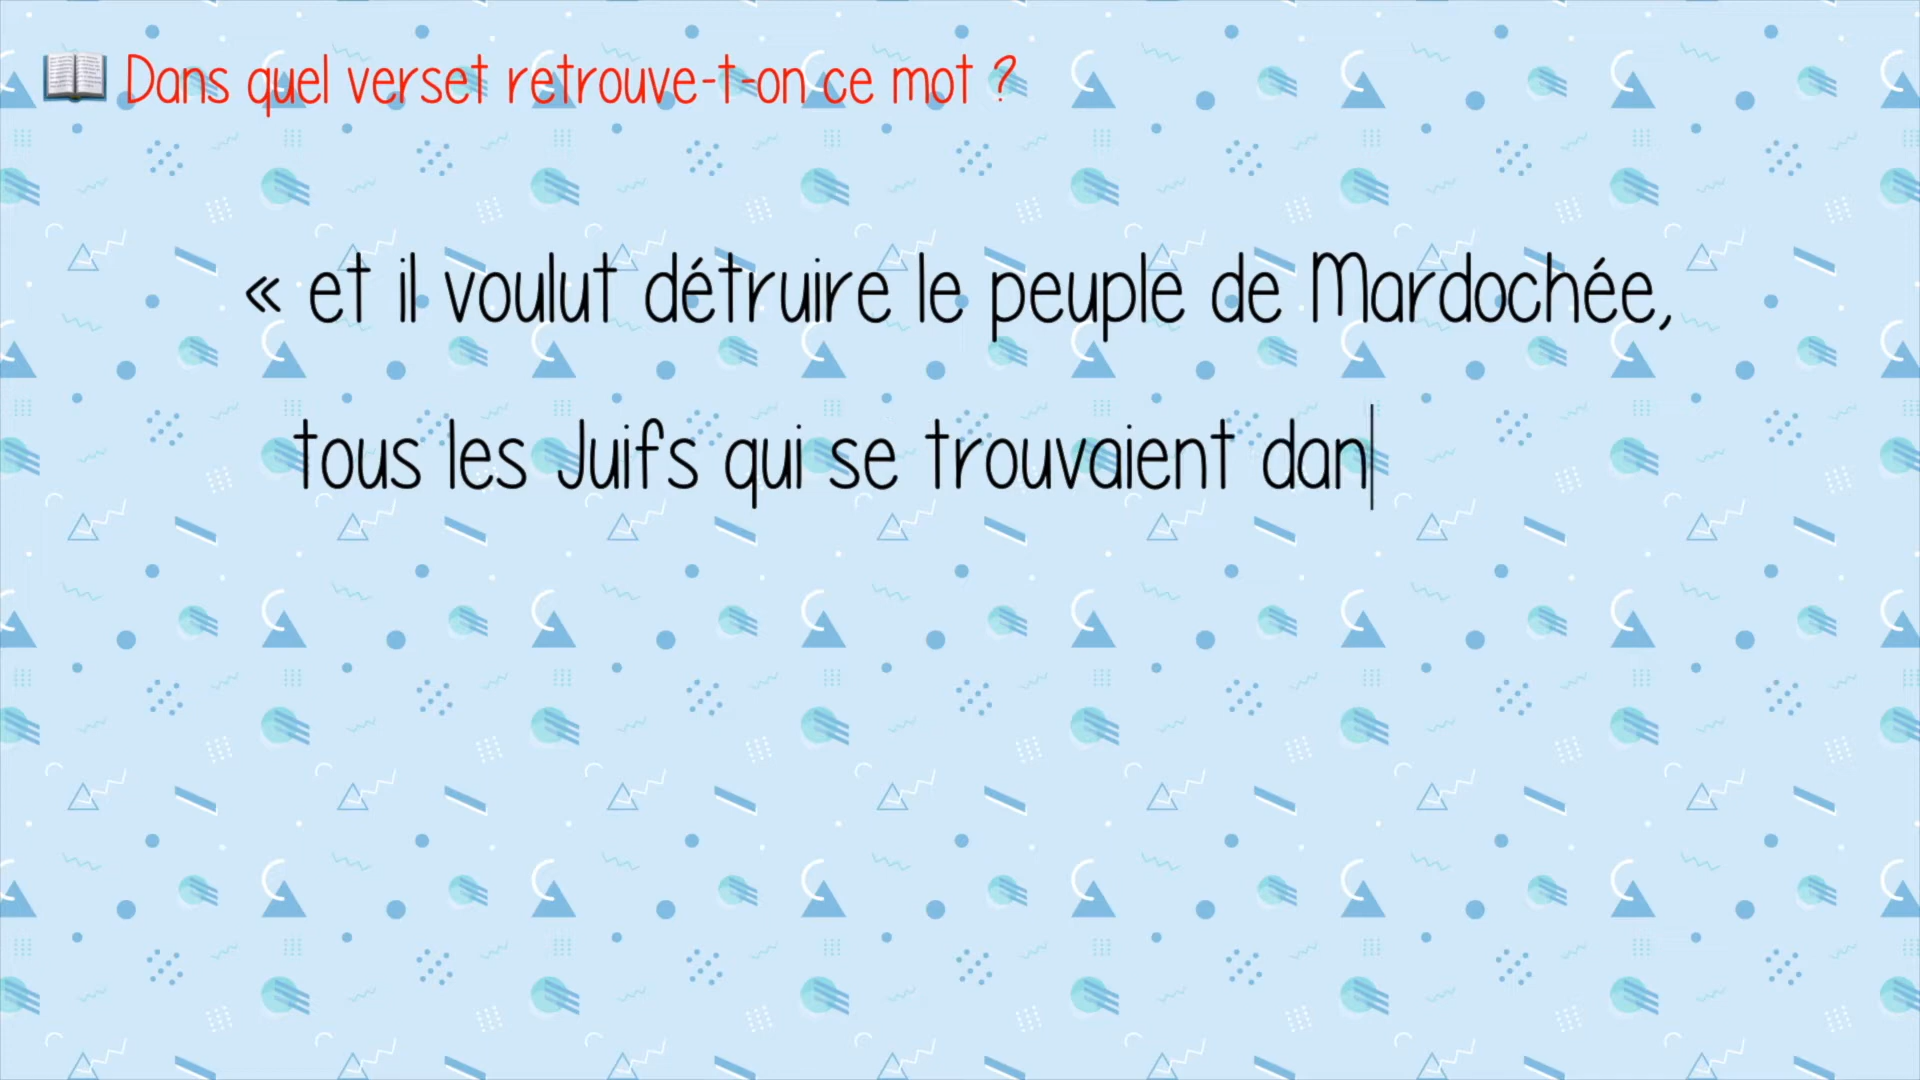 Dans quel verset retrouve-t-on ce mot ?
« et il voulut détruire le peuple de Mardochée,
tous les Juifs qui se trouvaient dan